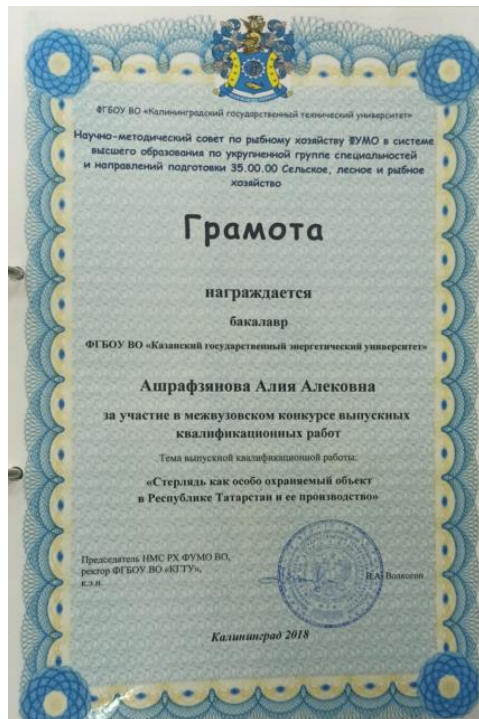 ФГБОУ ВО «Калининградский государственный технический университет»
Научно-методический совет по рыбному хозяйству ФУМО в системе
высшего образования по укрупненной группе специальностей
и направлений подготовки 35.00.00 Сельское, лесное и рыбное
хозяйство
Грамота
награждается
бакалавр
ФГБОУ ВО «Казанский государственный энергетический университет»
Ашрафзянова Алия Алековна
за участие в межвузовском конкурсе выпускных
квалификационных работ
Тема выпускной квалификационной работы:
«Стерлядь как особо охраняемый объект
в Республике Татарстан и ее производство»
Председатель НМС РХ ФУМО ВО,
ректор ФГБОУ ВО «КГТУ»,
к.э.н.
В.А. Волкогон
Калининград 2018